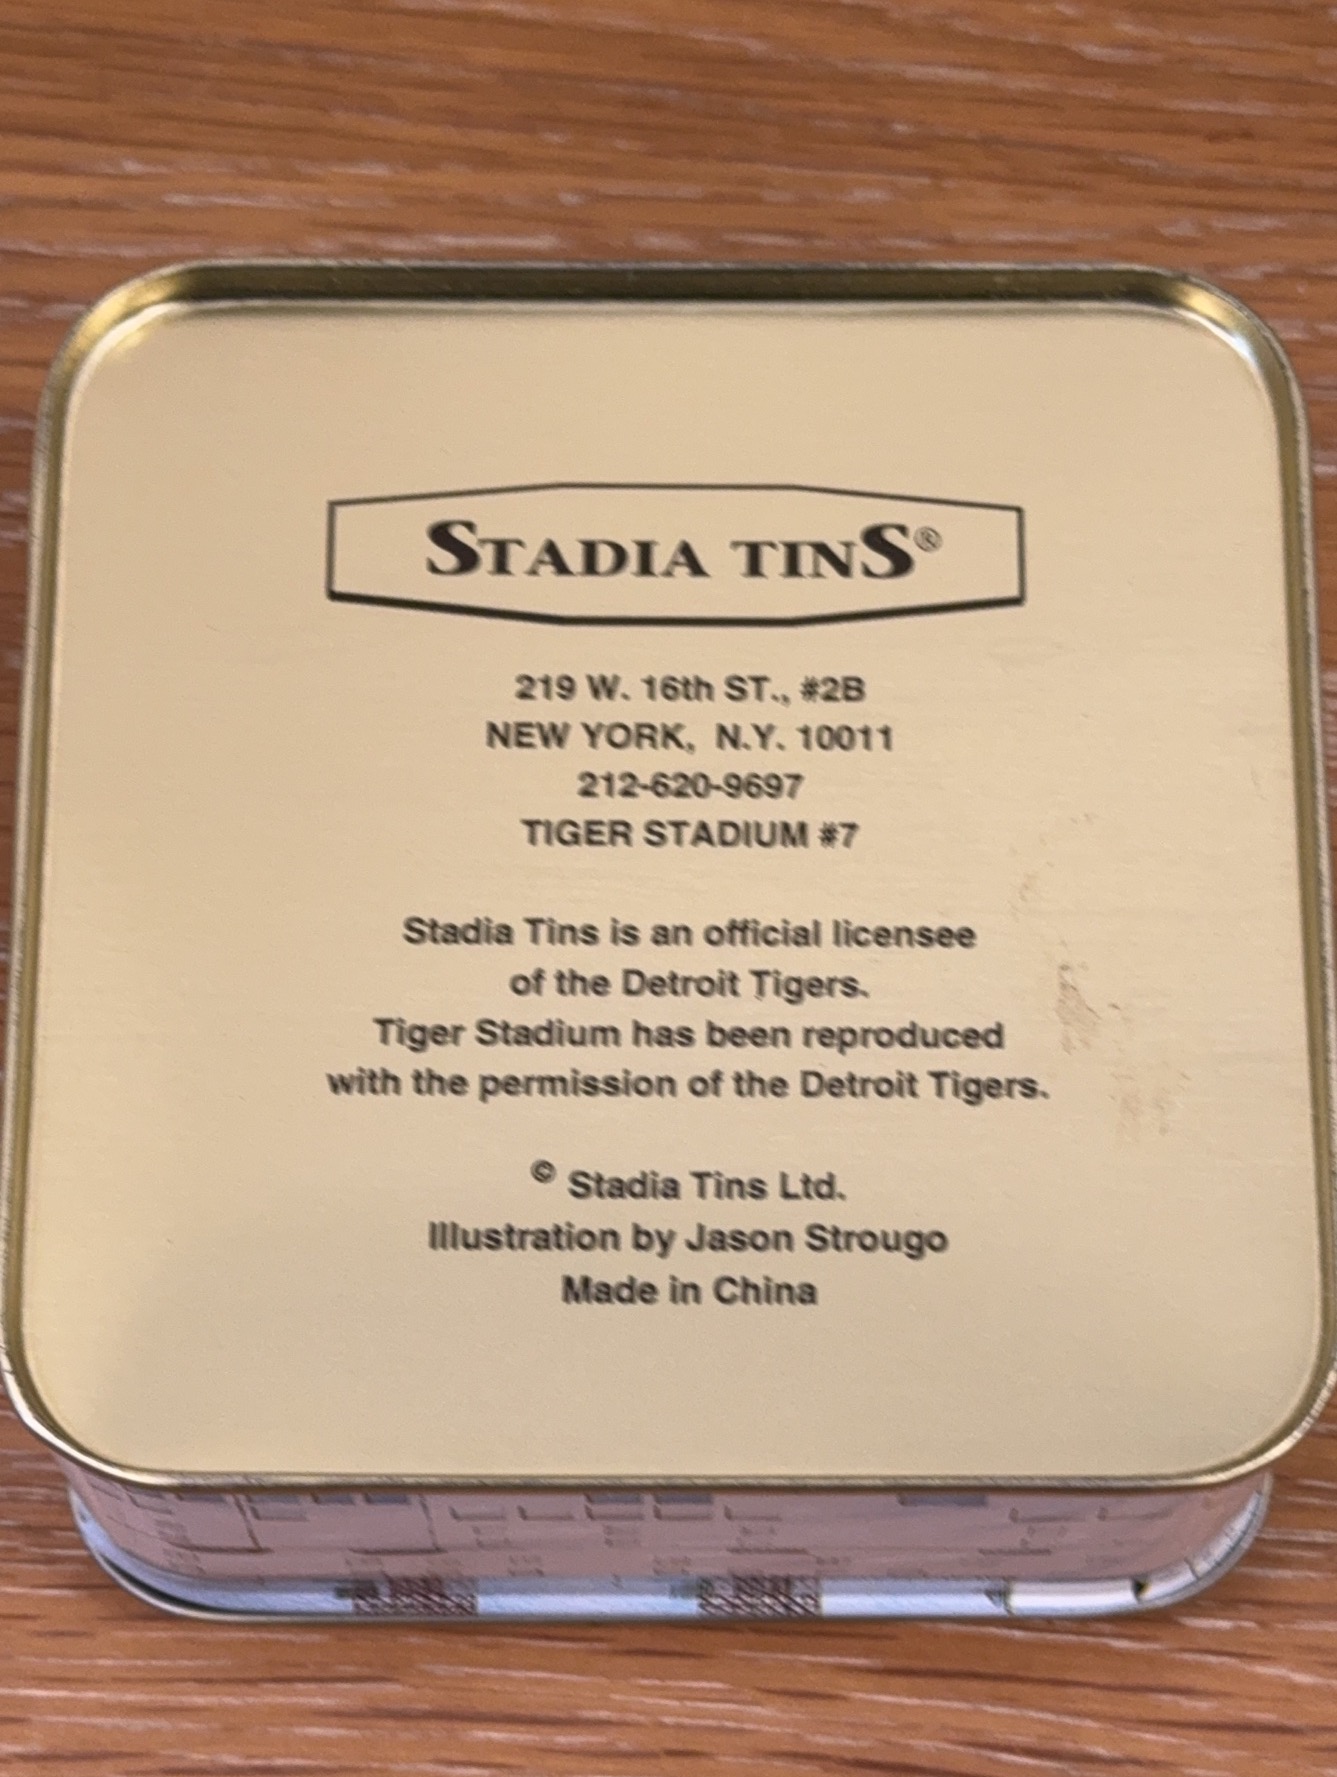 STADIA TINS®
219 W. 16th ST., #2B
NEW YORK, N.Y. 10011
212-620-9697
TIGER STADIUM #7
Stadia Tins is an official licensee
of the Detroit Tigers.
Tiger Stadium has been reproduced
with the permission of the Detroit Tigers.
© Stadia Tins Ltd.
Illustration by Jason Strougo
Made in China